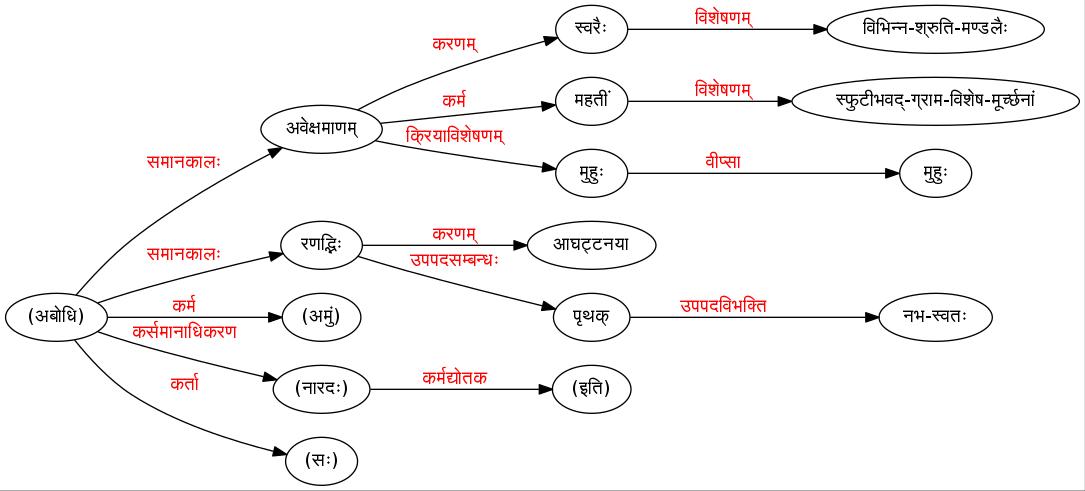 स्वरैः
विशेषणम्
विभिन्न-श्रुति-मण्डलैः
करणम्
कर्म
महतीं
विशेषणम्
स्फुटीभवद्-ग्राम-विशेष-मूर्च्छनां
अवेक्षमाणम्
क्रियाविशेषणम्
समानकालः
मुहुः
वीप्सा
मुहुः
समानकालः
रणद्भिः
करणम्
आघट्टनया
उपपदसम्बन्धः
(अबोधि)
कर्म
(अमुं)
पृथक्
उपपदविभक्ति
नभ-स्वतः
कर्समानाधिकरण
(नारदः)
कर्मद्योतक
(इति)
कर्ता
(सः)